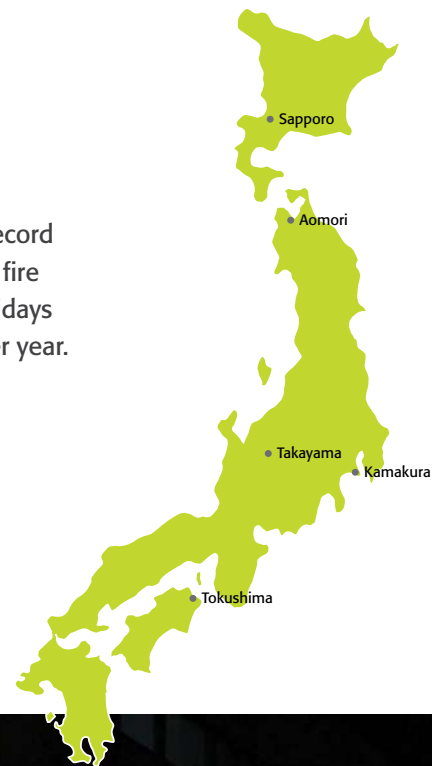 Sapporo
Aomori
ecord
fire
days
r year.
Takayama
Kamakura
Tokushima